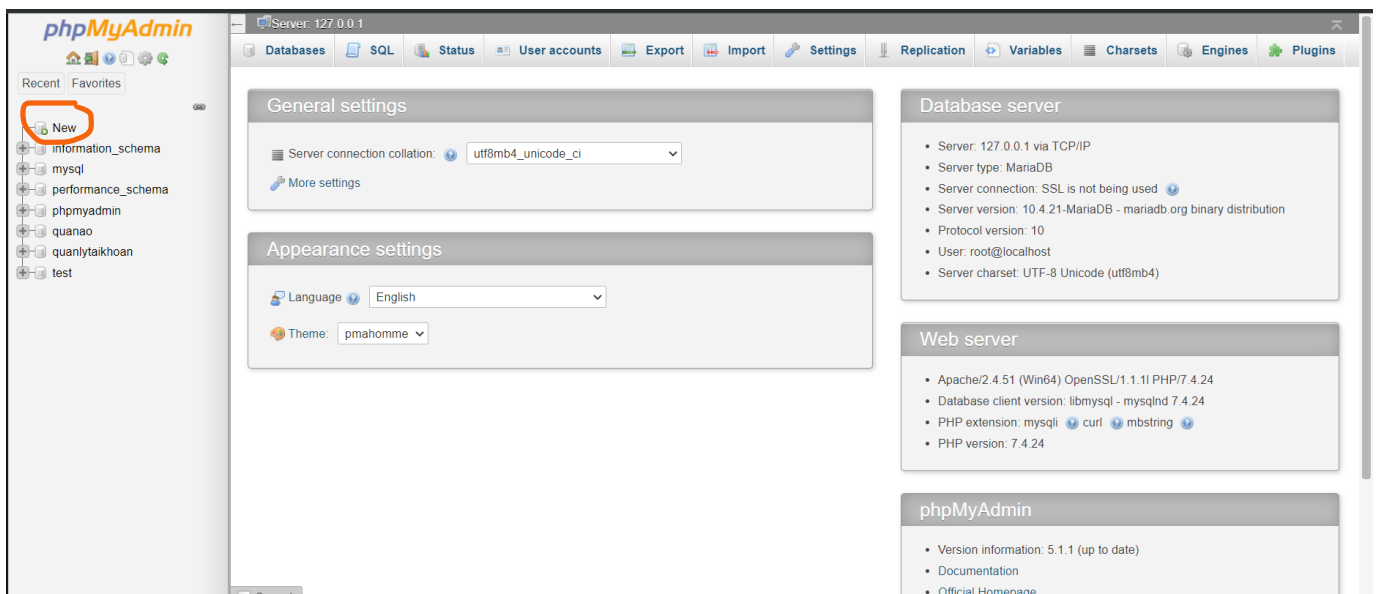 phpMyAdmin
Recent Favorites
New
information_schema
mysql
performance_schema
phpmyadmin
quanao
quanlytaikhoan
test
Server: 127.0.0.1
Databases SQL Status User accounts Export Import Settings Replication Variables Charsets Engines Plugins
General settings
Server connection collation: utf8mb4_unicode_ci
More settings
Appearance settings
Language English
Theme: pmahomme
Database server
Server: 127.0.0.1 via TCP/IP
Server type: MariaDB
Server connection: SSL is not being used
Server version: 10.4.21-MariaDB - mariadb.org binary distribution
Protocol version: 10
User: root@localhost
Server charset: UTF-8 Unicode (utf8mb4)
Web server
Apache/2.4.51 (Win64) OpenSSL/1.1.1l PHP/7.4.24
Database client version: libmysql - mysqlnd 7.4.24
PHP extension: mysqli curl mbstring
PHP version: 7.4.24
phpMyAdmin
Version information: 5.1.1 (up to date)
Documentation
Official Homepage